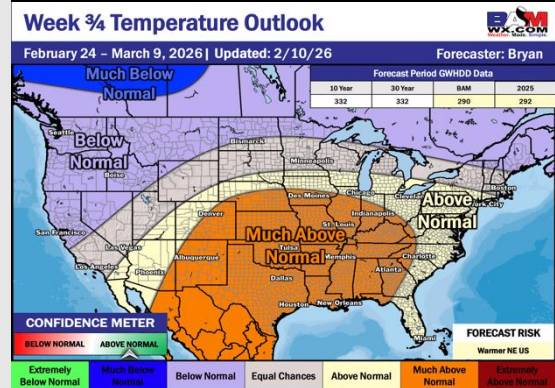 Week ¾ Temperature Outlook
BAM
WX.COM
Weather. Made. Simple.
February 24 – March 9, 2026 | Updated: 2/10/26
Forecaster: Bryan
Forecast Period GWHDD Data
10 Year 30 Year BAM 2025
332 332 290 292
Much Below
Normal
Seattle
Below
Normal
Boise
Bismarck
Minneapolis
Boston
New York City
Des Moines
Chicago
Cleveland
Above
Normal
San Francisco
Denver
St. Louis
Indianapolis
Las Vegas
Much Above
Normal
Los Angeles
Albuquerque
Tulsa
Memphis
Charlotte
Phoenix
Atlanta
Dallas
Houston
New Orleans
Miami
CONFIDENCE METER
BELOW NORMAL ABOVE NORMAL
FORECAST RISK
Warmer NE US
Extremely Below Normal
Much Below Normal
Below Normal
Equal Chances
Above Normal
Much Above Normal
Extremely Above Normal